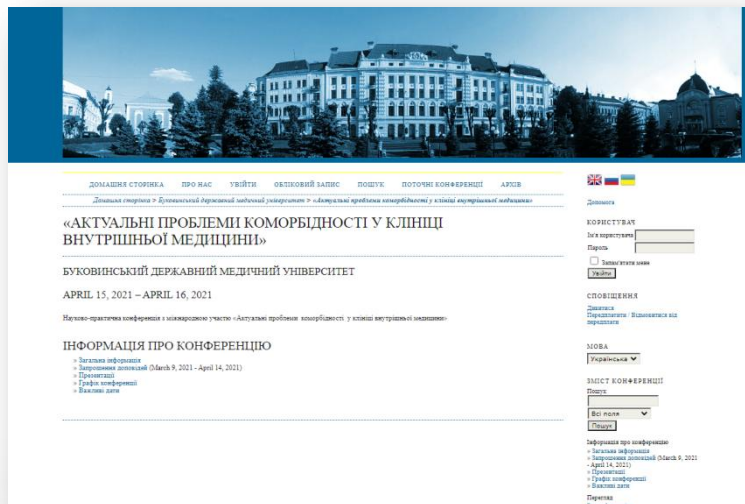 ДОМАШНЯ СТОРІНКА ПРО НАС УВІЙТИ ОБЛІКОВИЙ ЗАПИС ПОШУК ПОТОЧНІ КОНФЕРЕНЦІЇ АРХІВ
Домашня сторінка > Буковинський державний медичний університет > «Актуальні проблеми коморбідності у клініці внутрішньої медицини»
«АКТУАЛЬНІ ПРОБЛЕМИ КОМОРБІДНОСТІ У КЛІНІЦІ
ВНУТРІШНЬОЇ МЕДИЦИНИ»
БУКОВИНСЬКИЙ ДЕРЖАВНИЙ МЕДИЧНИЙ УНІВЕРСИТЕТ
APRIL 15, 2021 – APRIL 16, 2021
Науково-практична конференція з міжнародною участю «Актуальні проблеми коморбідності у клініці внутрішньої медицини»
ІНФОРМАЦІЯ ПРО КОНФЕРЕНЦІЮ
» Загальна інформація
» Запрошення доповідей (March 9, 2021 - April 14, 2021)
» Презентації
» Графік конференції
» Важливі дати
Допомога
КОРИСТУВАЧ
Ім'я користувача
Пароль
Запам'ятати мене
Увійти
СПОВІЩЕННЯ
Дивитися
Передплатити / Відмовитися від
передплати
МОВА
Українська
ЗМІСТ КОНФЕРЕНЦІЇ
Пошук
Всі поля
Пошук
Інформація про конференцію
» Загальна інформація
» Запрошення доповідей (March 9, 2021
- April 14, 2021)
» Презентації
» Графік конференції
» Важливі дати
Перегляд